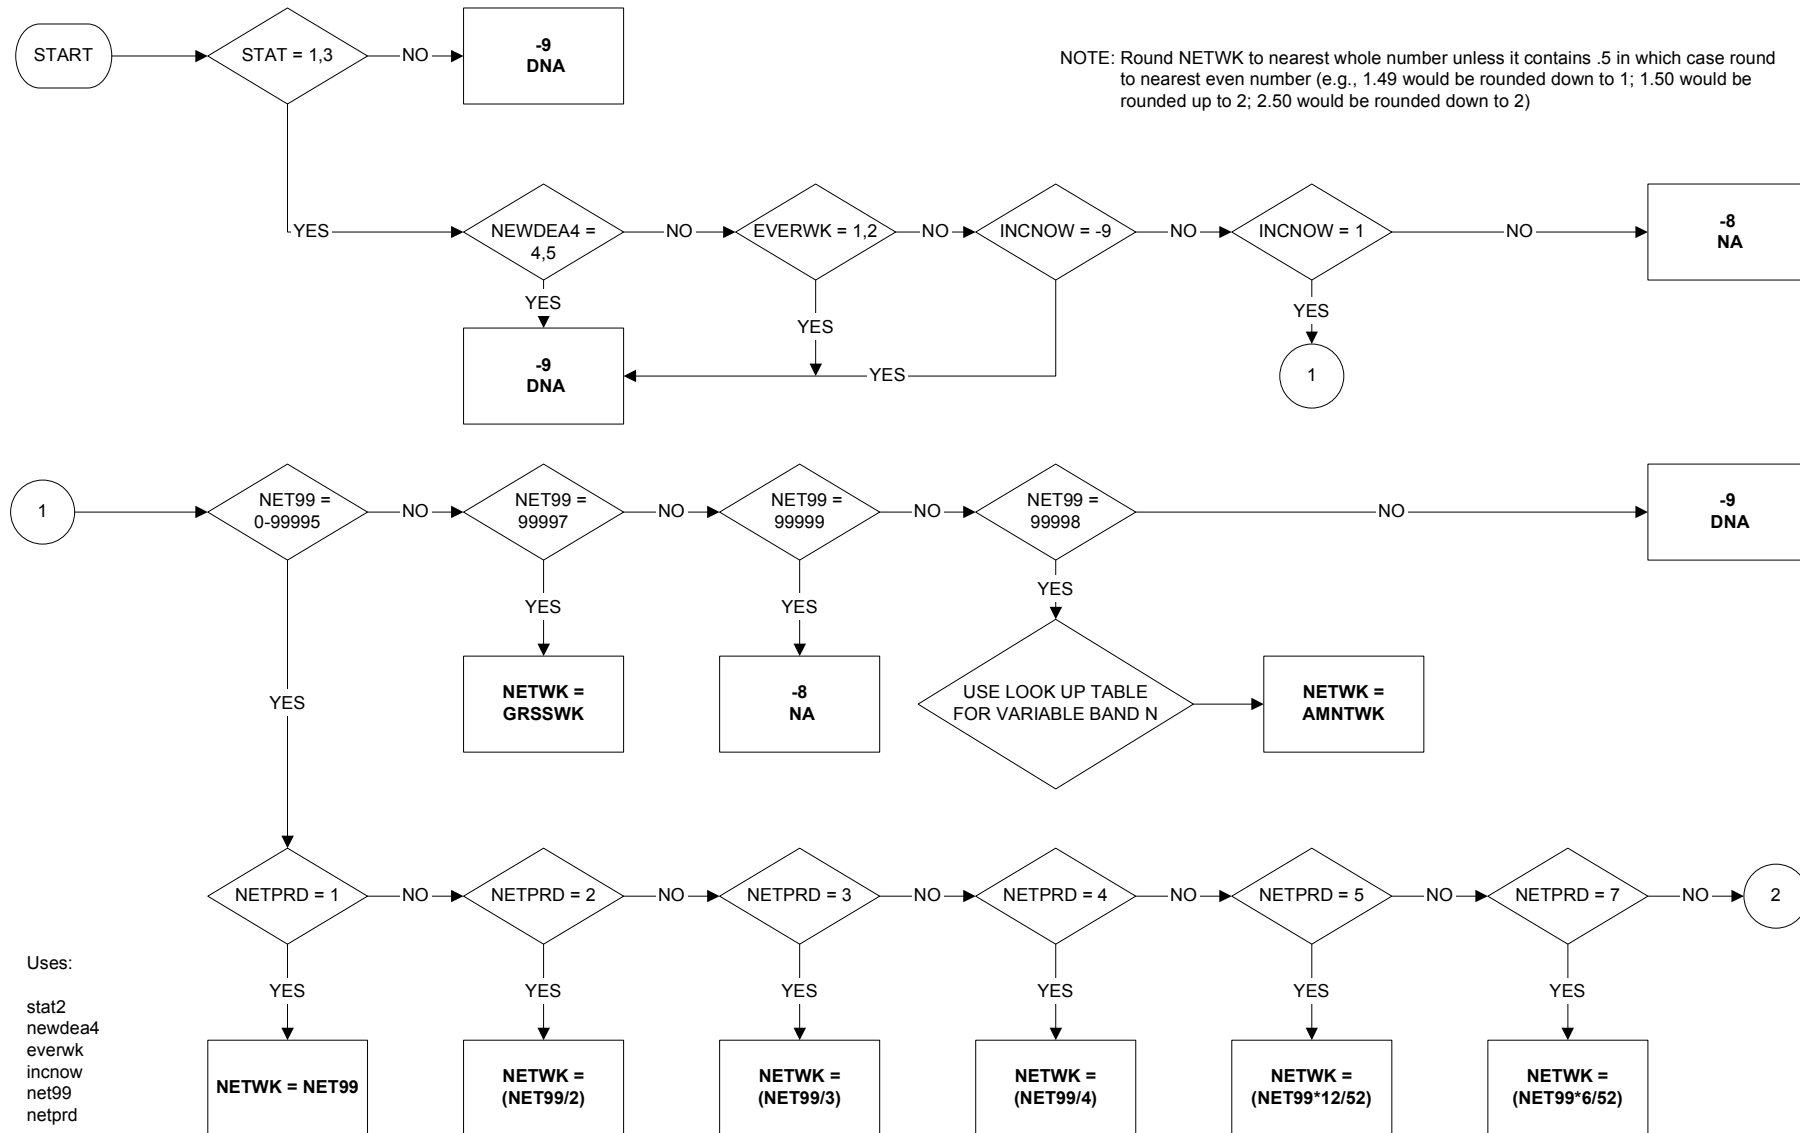 START
STAT = 1,3
NO
-9
DNA
NOTE: Round NETWK to nearest whole number unless it contains .5 in which case round
to nearest even number (e.g., 1.49 would be rounded down to 1; 1.50 would be
rounded up to 2; 2.50 would be rounded down to 2)
YES
NEWDEA4 =
4,5
NO
EVERWK = 1,2
NO
INCNOW = -9
NO
INCNOW = 1
NO
-8
NA
YES
YES
YES
YES
-9
DNA
1
1
NET99 =
0-99995
NO
NET99 =
99997
NO
NET99 =
99999
NO
NET99 =
99998
NO
-9
DNA
YES
YES
YES
YES
NETWK =
GRSSWK
-8
NA
USE LOOK UP TABLE
FOR VARIABLE BAND N
NETWK =
AMNTWK
NETPRD = 1
NO
NETPRD = 2
NO
NETPRD = 3
NO
NETPRD = 4
NO
NETPRD = 5
NO
NETPRD = 7
NO
2
YES
YES
YES
YES
YES
YES
NETWK = NET99
NETWK =
(NET99/2)
NETWK =
(NET99/3)
NETWK =
(NET99/4)
NETWK =
(NET99*12/52)
NETWK =
(NET99*6/52)
Uses:
stat2
newdea4
everwk
incnow
net99
netprd